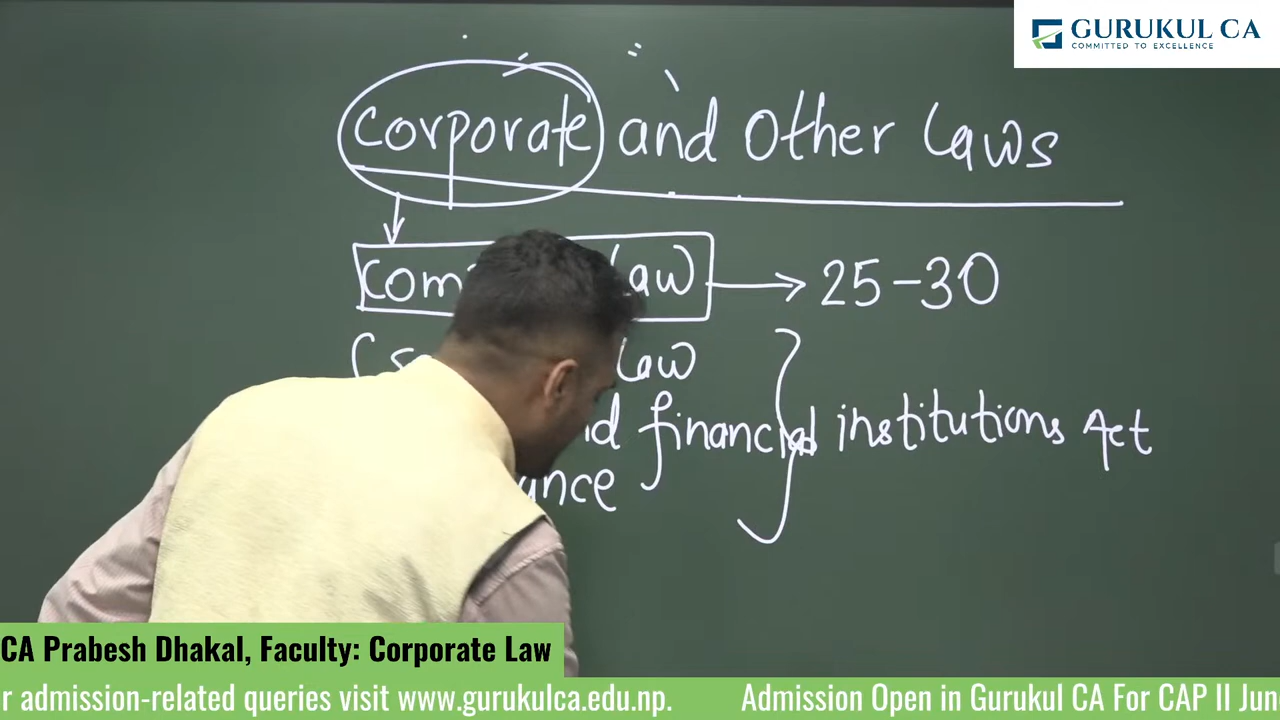 GURUKUL CA
COMMITTED TO EXCELLENCE
Corporate and Other Laws
Law → 25-30
Law
financial institutions Act
CA Prabesh Dhakal, Faculty: Corporate Law
r admission-related queries visit www.gurukulca.edu.np. Admission Open in Gurukul CA For CAP II Jun